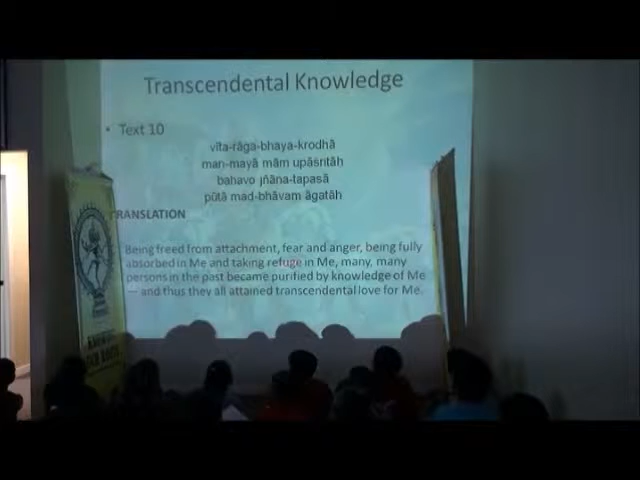 Transcendental Knowledge
• Text 10
vīta-rāga-bhaya-krodhā
man-mayā mām upāśritāḥ
bahavo jñāna-tapasā
pūtā mad-bhāvam āgatāḥ
TRANSLATION
Being freed from attachment, fear and anger, being fully
absorbed in Me and taking refuge in Me, many, many
persons in the past became purified by knowledge of Me
— and thus they all attained transcendental love for Me.